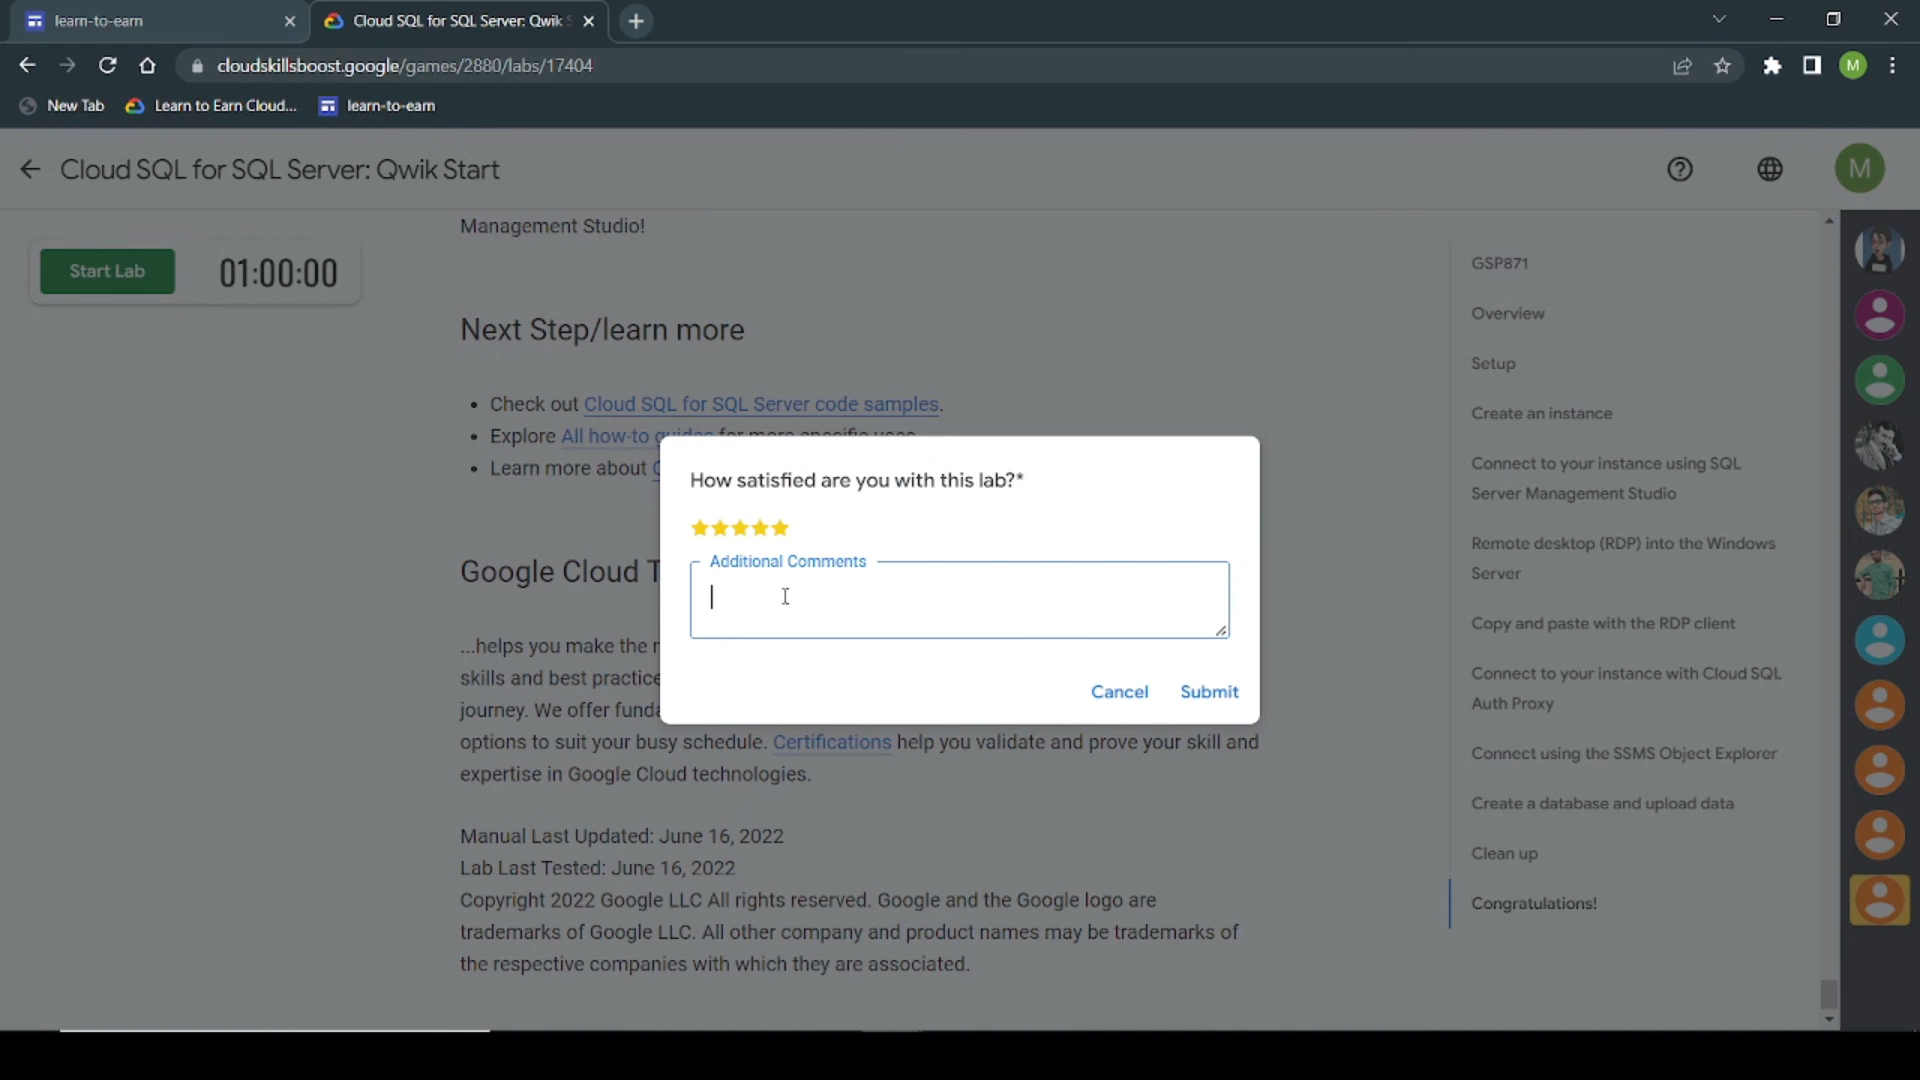 learn-to-earn
Cloud SQL for SQL Server: Qwik S
cloudskillsboost.google/games/2880/labs/17404
M
New Tab
Learn to Earn Cloud...
learn-to-earn
Cloud SQL for SQL Server: Qwik Start
M
Start Lab
01:00:00
Management Studio!
Next Step/learn more
Check out Cloud SQL for SQL Server code samples.
Explore All how-to guides for more specific uses.
Learn more about
How satisfied are you with this lab?*
Additional Comments
Cancel
Submit
Google Cloud T
...helps you make the
skills and best practice
journey. We offer funda
options to suit your busy schedule. Certifications help you validate and prove your skill and
expertise in Google Cloud technologies.
Manual Last Updated: June 16, 2022
Lab Last Tested: June 16, 2022
Copyright 2022 Google LLC All rights reserved. Google and the Google logo are
trademarks of Google LLC. All other company and product names may be trademarks of
the respective companies with which they are associated.
GSP871
Overview
Setup
Create an instance
Connect to your instance using SQL
Server Management Studio
Remote desktop (RDP) into the Windows
Server
Copy and paste with the RDP client
Connect to your instance with Cloud SQL
Auth Proxy
Connect using the SSMS Object Explorer
Create a database and upload data
Clean up
Congratulations!